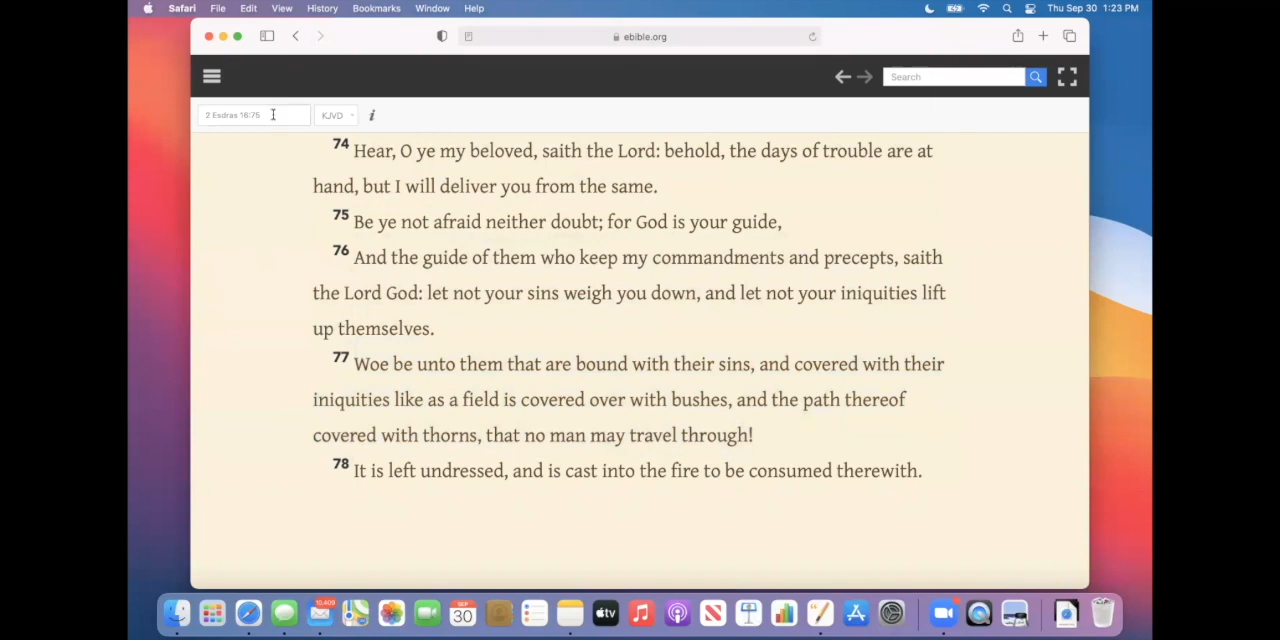 Safari File Edit View History Bookmarks Window Help Thu Sep 30 1:23 PM
ebible.org
Search
2 Esdras 16:75 KJVD i
74 Hear, O ye my beloved, saith the Lord: behold, the days of trouble are at
hand, but I will deliver you from the same.
75 Be ye not afraid neither doubt; for God is your guide,
76 And the guide of them who keep my commandments and precepts, saith
the Lord God: let not your sins weigh you down, and let not your iniquities lift
up themselves.
77 Woe be unto them that are bound with their sins, and covered with their
iniquities like as a field is covered over with bushes, and the path thereof
covered with thorns, that no man may travel through!
78 It is left undressed, and is cast into the fire to be consumed therewith.
10,409 SEP
30 tv